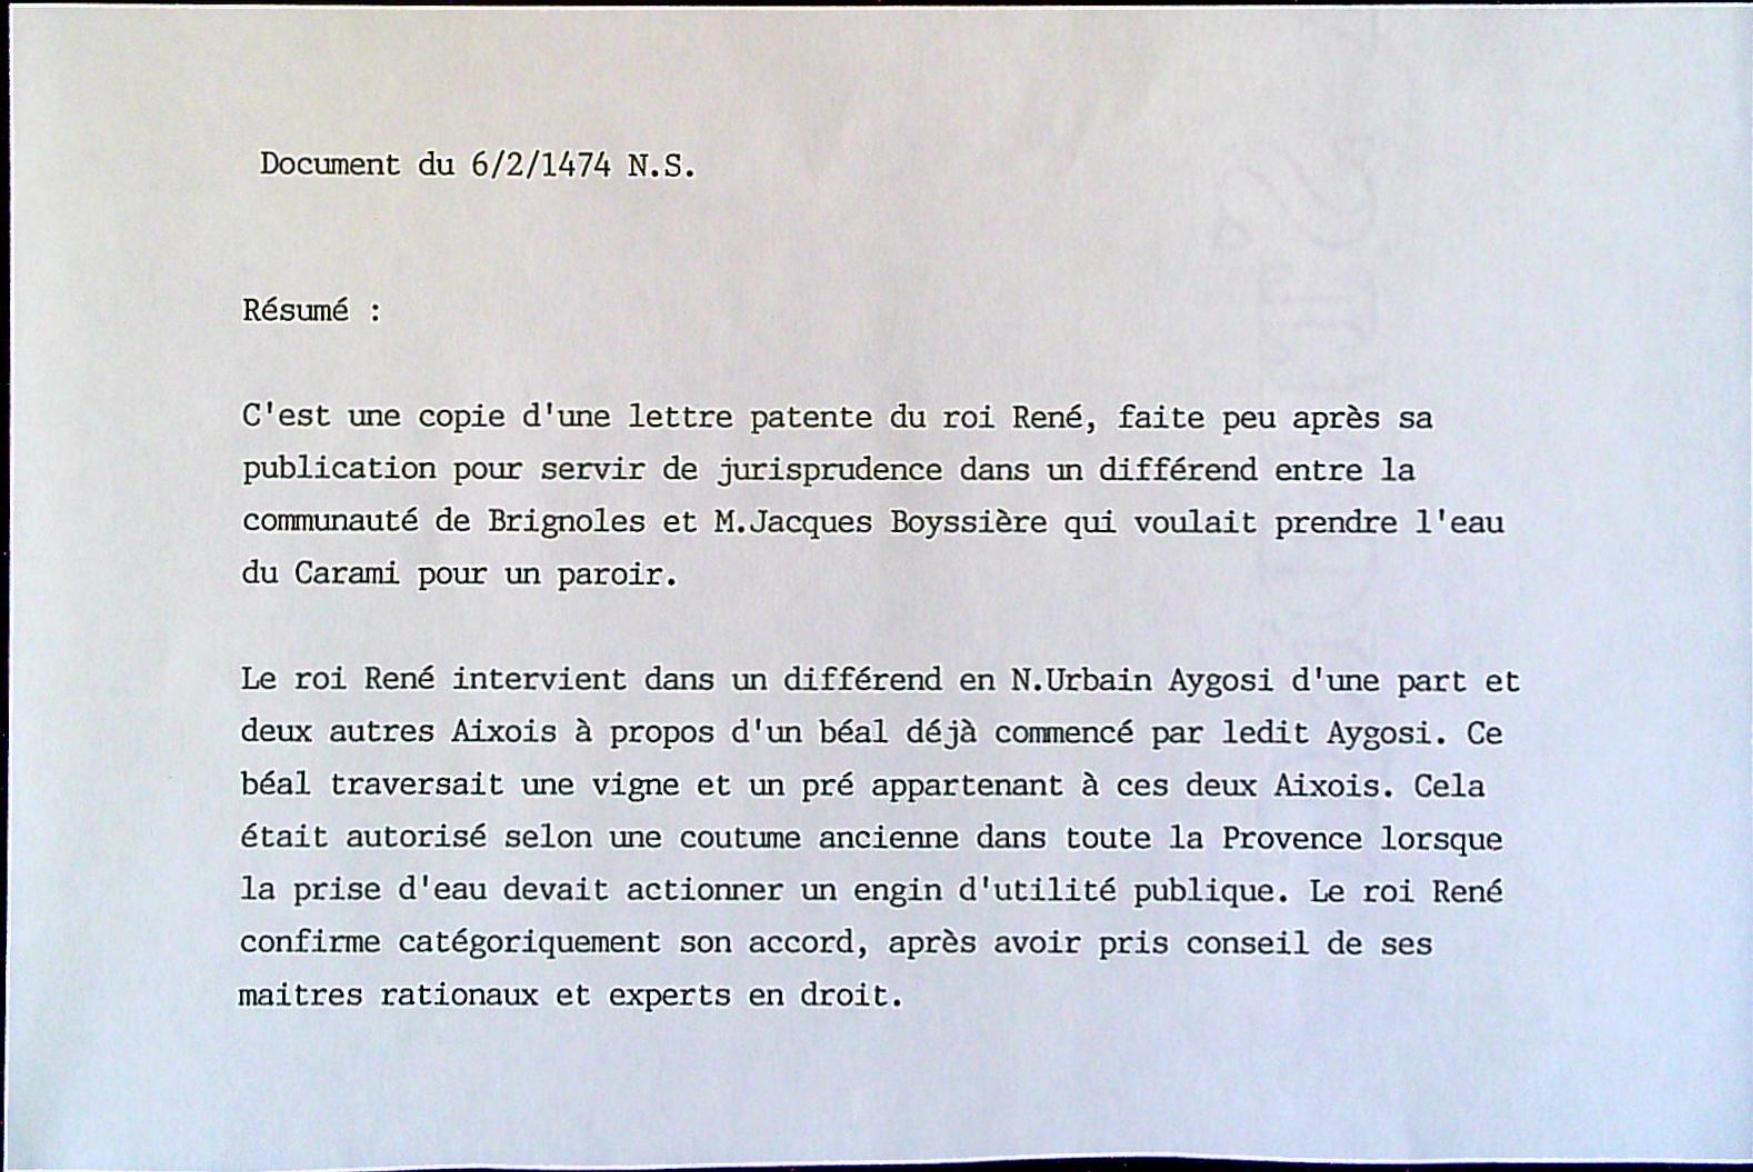 Document du 6/2/1474 N.S.
Résumé :
C'est une copie d'une lettre patente du roi René, faite peu après sa
publication pour servir de jurisprudence dans un différend entre la
communauté de Brignoles et M.Jacques Boyssière qui voulait prendre l'eau
du Carami pour un paroir.
Le roi René intervient dans un différend en N.Urbain Aygosi d'une part et
deux autres Aixois à propos d'un béal déjà commencé par ledit Aygosi. Ce
béal traversait une vigne et un pré appartenant à ces deux Aixois. Cela
était autorisé selon une coutume ancienne dans toute la Provence lorsque
la prise d'eau devait actionner un engin d'utilité publique. Le roi René
confirme catégoriquement son accord, après avoir pris conseil de ses
maitres rationaux et experts en droit.